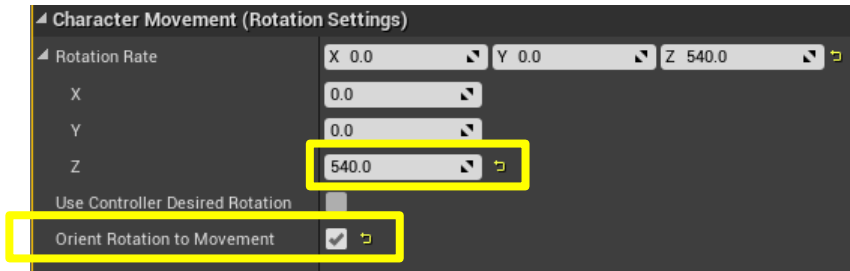 Character Movement (Rotation Settings)
Rotation Rate X 0.0 Y 0.0 Z 540.0
X 0.0
Y 0.0
Z 540.0
Use Controller Desired Rotation
Orient Rotation to Movement